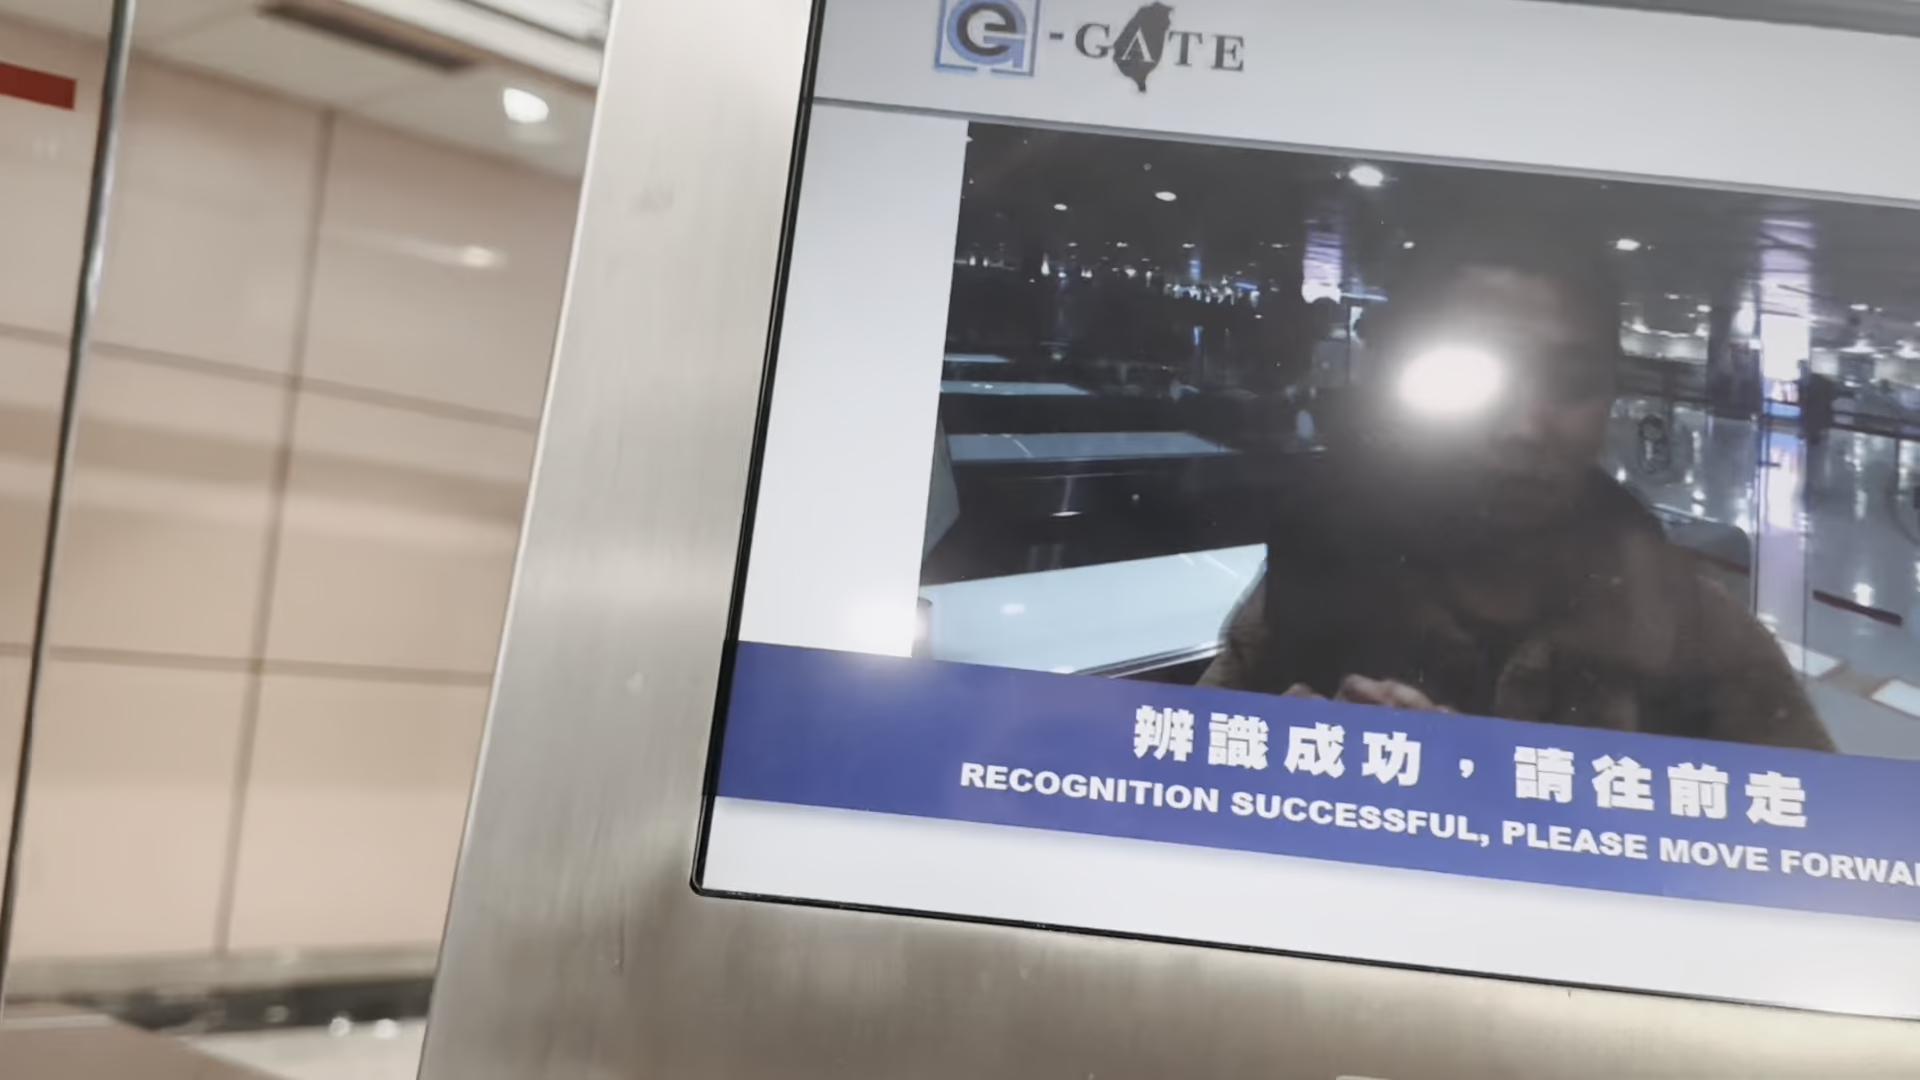 e-GATE
辨識成功，請往前走
RECOGNITION SUCCESSFUL, PLEASE MOVE FORWA